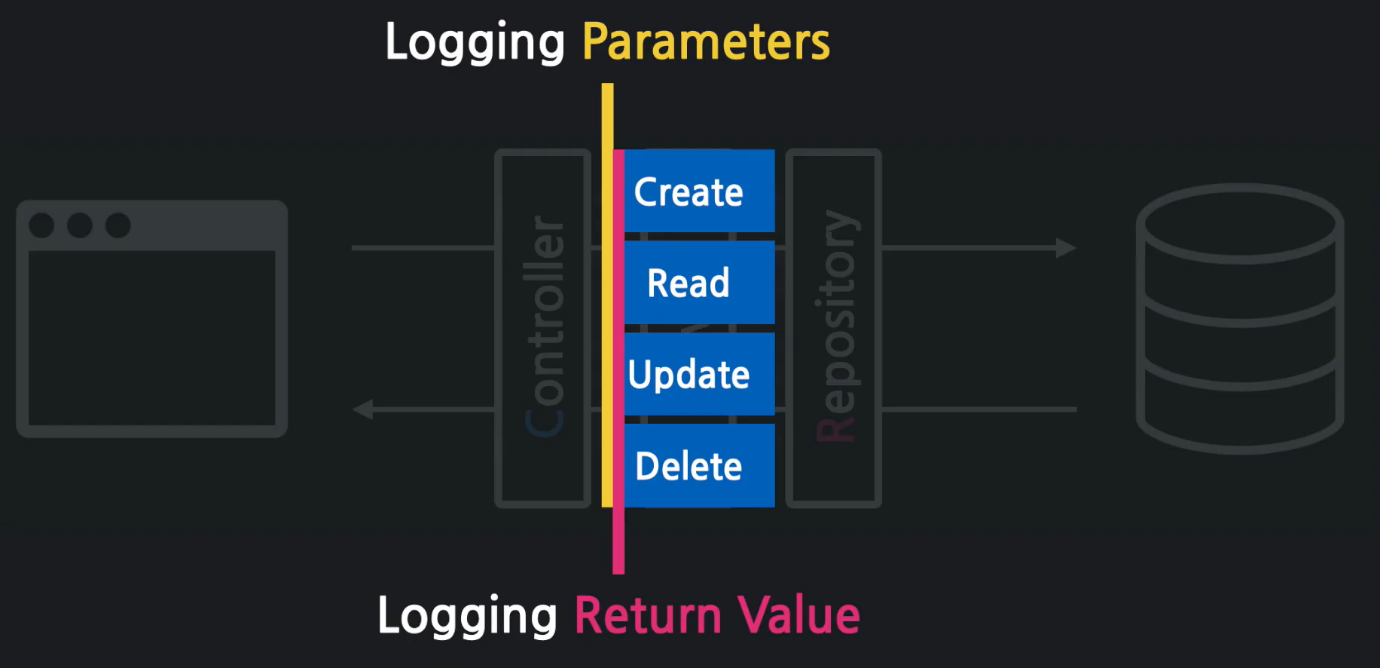 Logging Parameters
Controller
Create
Read
Update
Delete
Repository
Logging Return Value